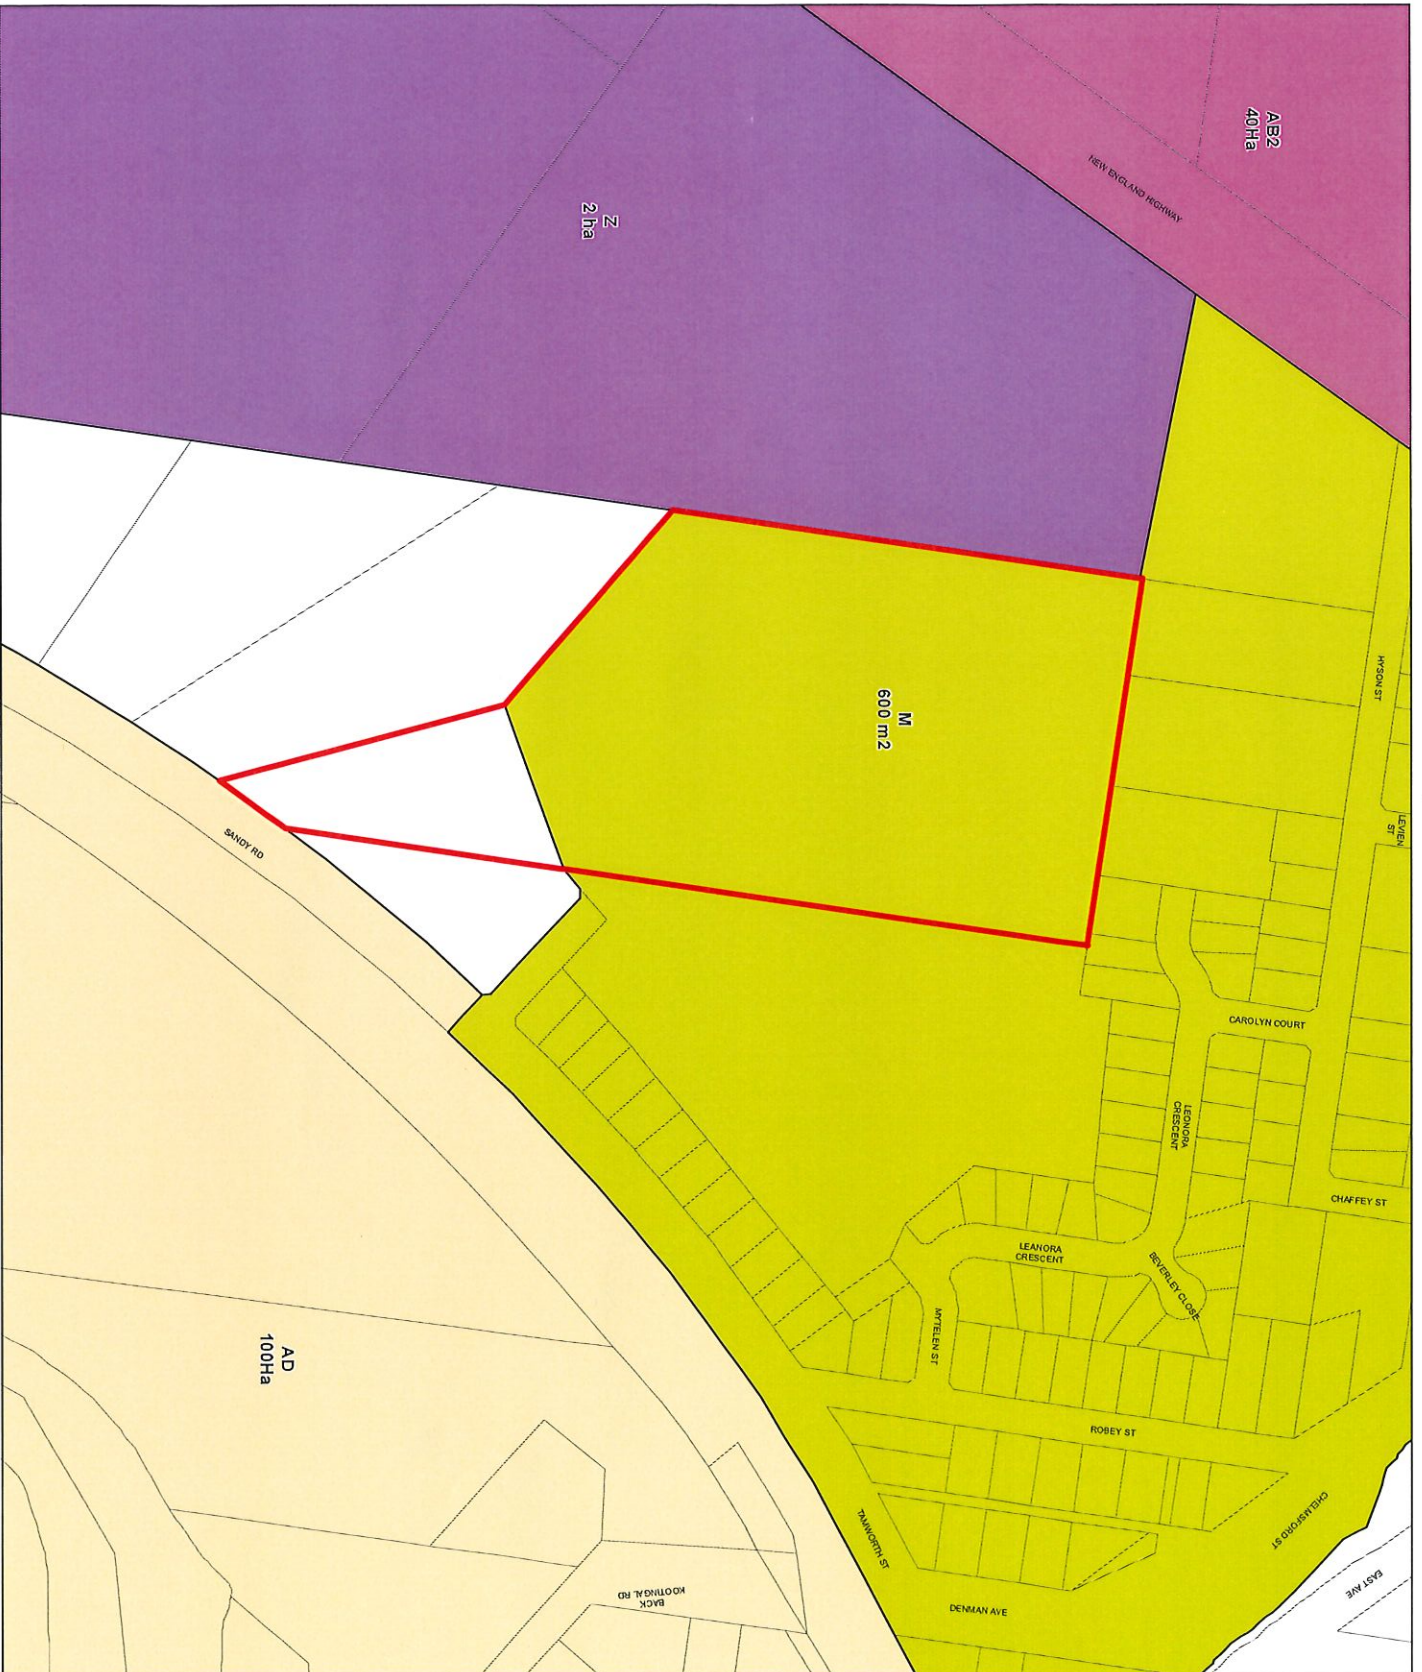 AB2
40Ha
NEW ENGLAND HIGHWAY
Z
2 ha
HYSON ST
M
600 m2
LEVIEN
ST
SANDY RD
CAROLYN COURT
LEONORA
CRESCENT
CHAFFEY ST
LEANORA
CRESCENT
BEVERLEY CLOSE
MYTELEN ST
AD
100Ha
ROBEY ST
CHELMSFORD ST
TAMWORTH ST
EAST AVE
BACK
KOOTINGAL RD
DENMAN AVE